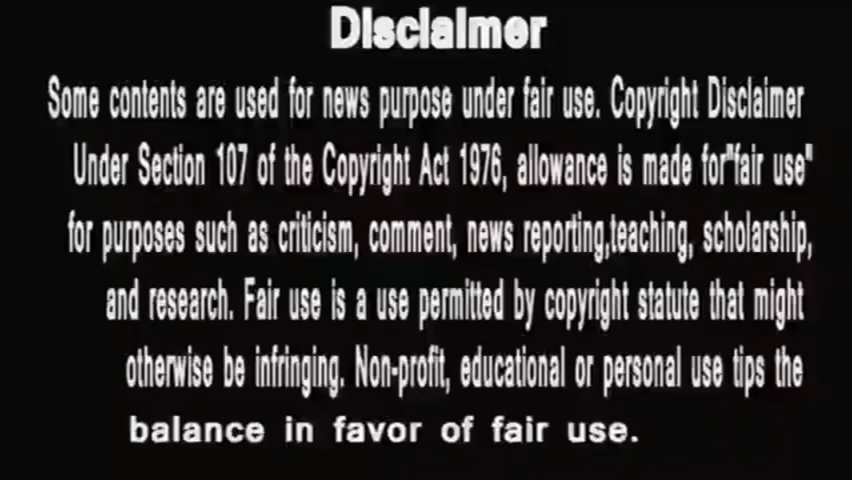 Disclaimer
Some contents are used for news purpose under fair use. Copyright Disclaimer
Under Section 107 of the Copyright Act 1976, allowance is made for"fair use"
for purposes such as criticism, comment, news reporting,teaching, scholarship,
and research. Fair use is a use permitted by copyright statute that might
otherwise be infringing. Non-profit, educational or personal use tips the
balance in favor of fair use.